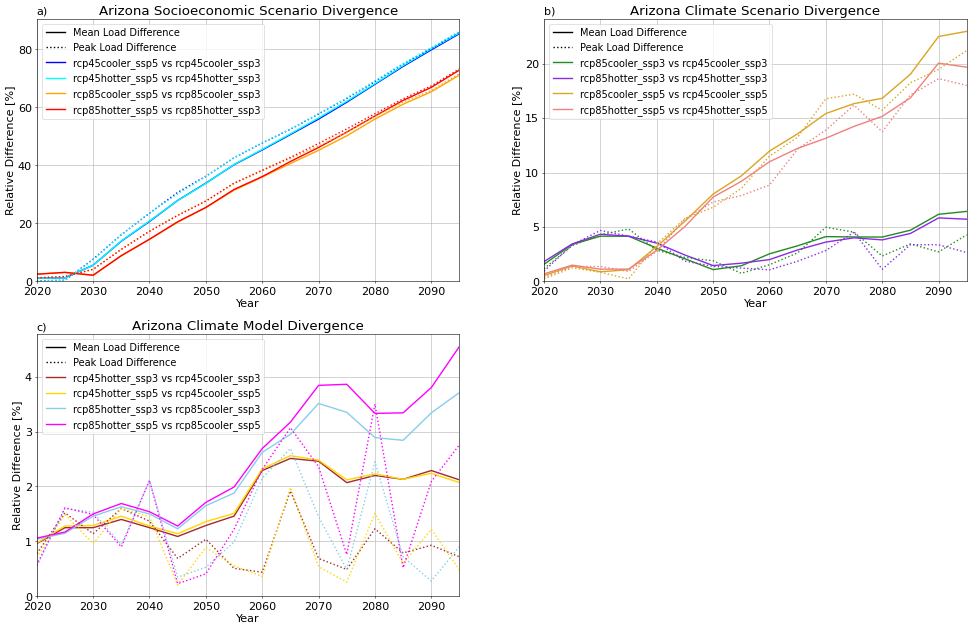 a)
Arizona Socioeconomic Scenario Divergence
Mean Load Difference
Peak Load Difference
rcp45cooler_ssp5 vs rcp45cooler_ssp3
rcp45hotter_ssp5 vs rcp45hotter_ssp3
rcp85cooler_ssp5 vs rcp85cooler_ssp3
rcp85hotter_ssp5 vs rcp85hotter_ssp3
Relative Difference [%]
80
60
40
20
0
2020 2030 2040 2050 2060 2070 2080 2090
Year
b)
Arizona Climate Scenario Divergence
Mean Load Difference
Peak Load Difference
rcp85cooler_ssp3 vs rcp45cooler_ssp3
rcp85hotter_ssp3 vs rcp45hotter_ssp3
rcp85cooler_ssp5 vs rcp45cooler_ssp5
rcp85hotter_ssp5 vs rcp45hotter_ssp5
Relative Difference [%]
20
15
10
5
0
2020 2030 2040 2050 2060 2070 2080 2090
Year
c)
Arizona Climate Model Divergence
Mean Load Difference
Peak Load Difference
rcp45hotter_ssp3 vs rcp45cooler_ssp3
rcp45hotter_ssp5 vs rcp45cooler_ssp5
rcp85hotter_ssp3 vs rcp85cooler_ssp3
rcp85hotter_ssp5 vs rcp85cooler_ssp5
Relative Difference [%]
4
3
2
1
0
2020 2030 2040 2050 2060 2070 2080 2090
Year